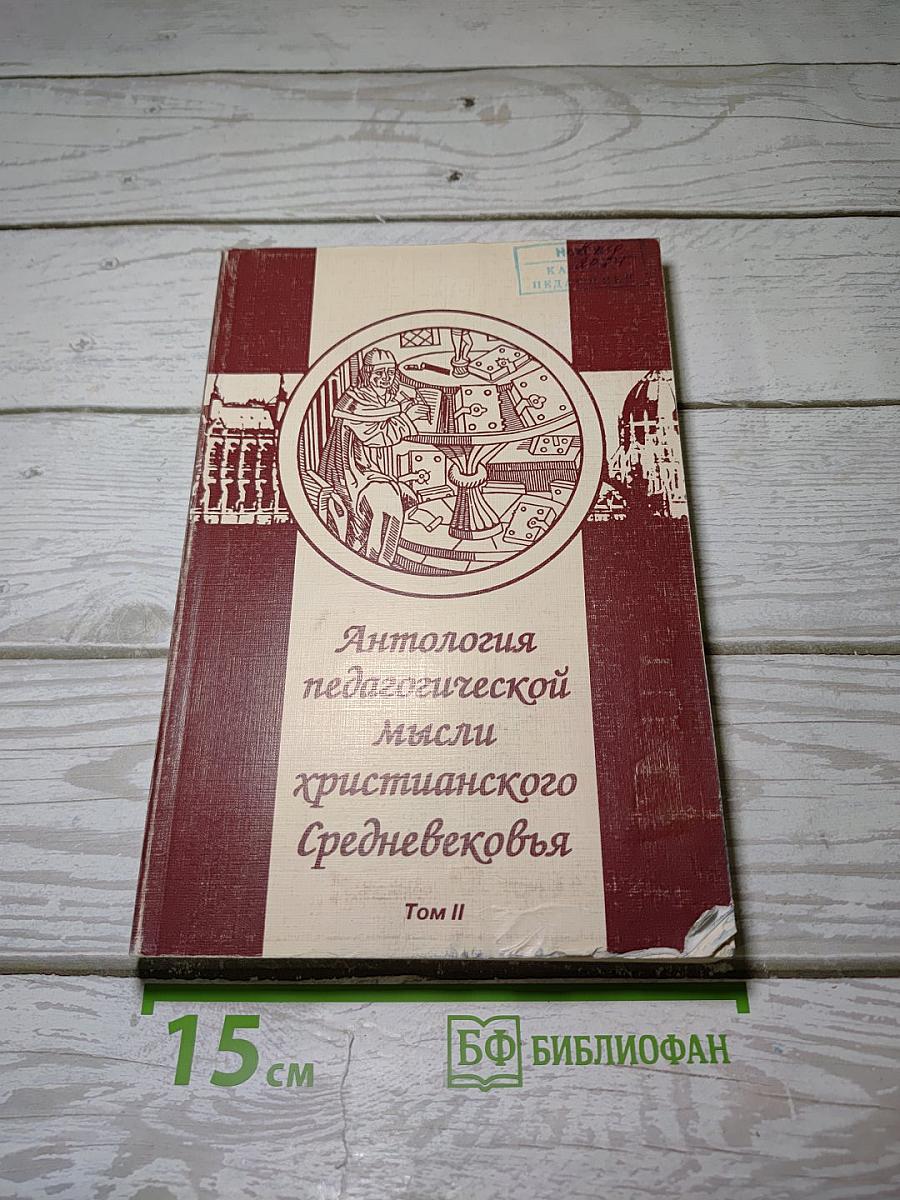 Антология
педагогической
мысли
христианского
Средневековья
Том II
15 см
БФ БИБЛИОФАН